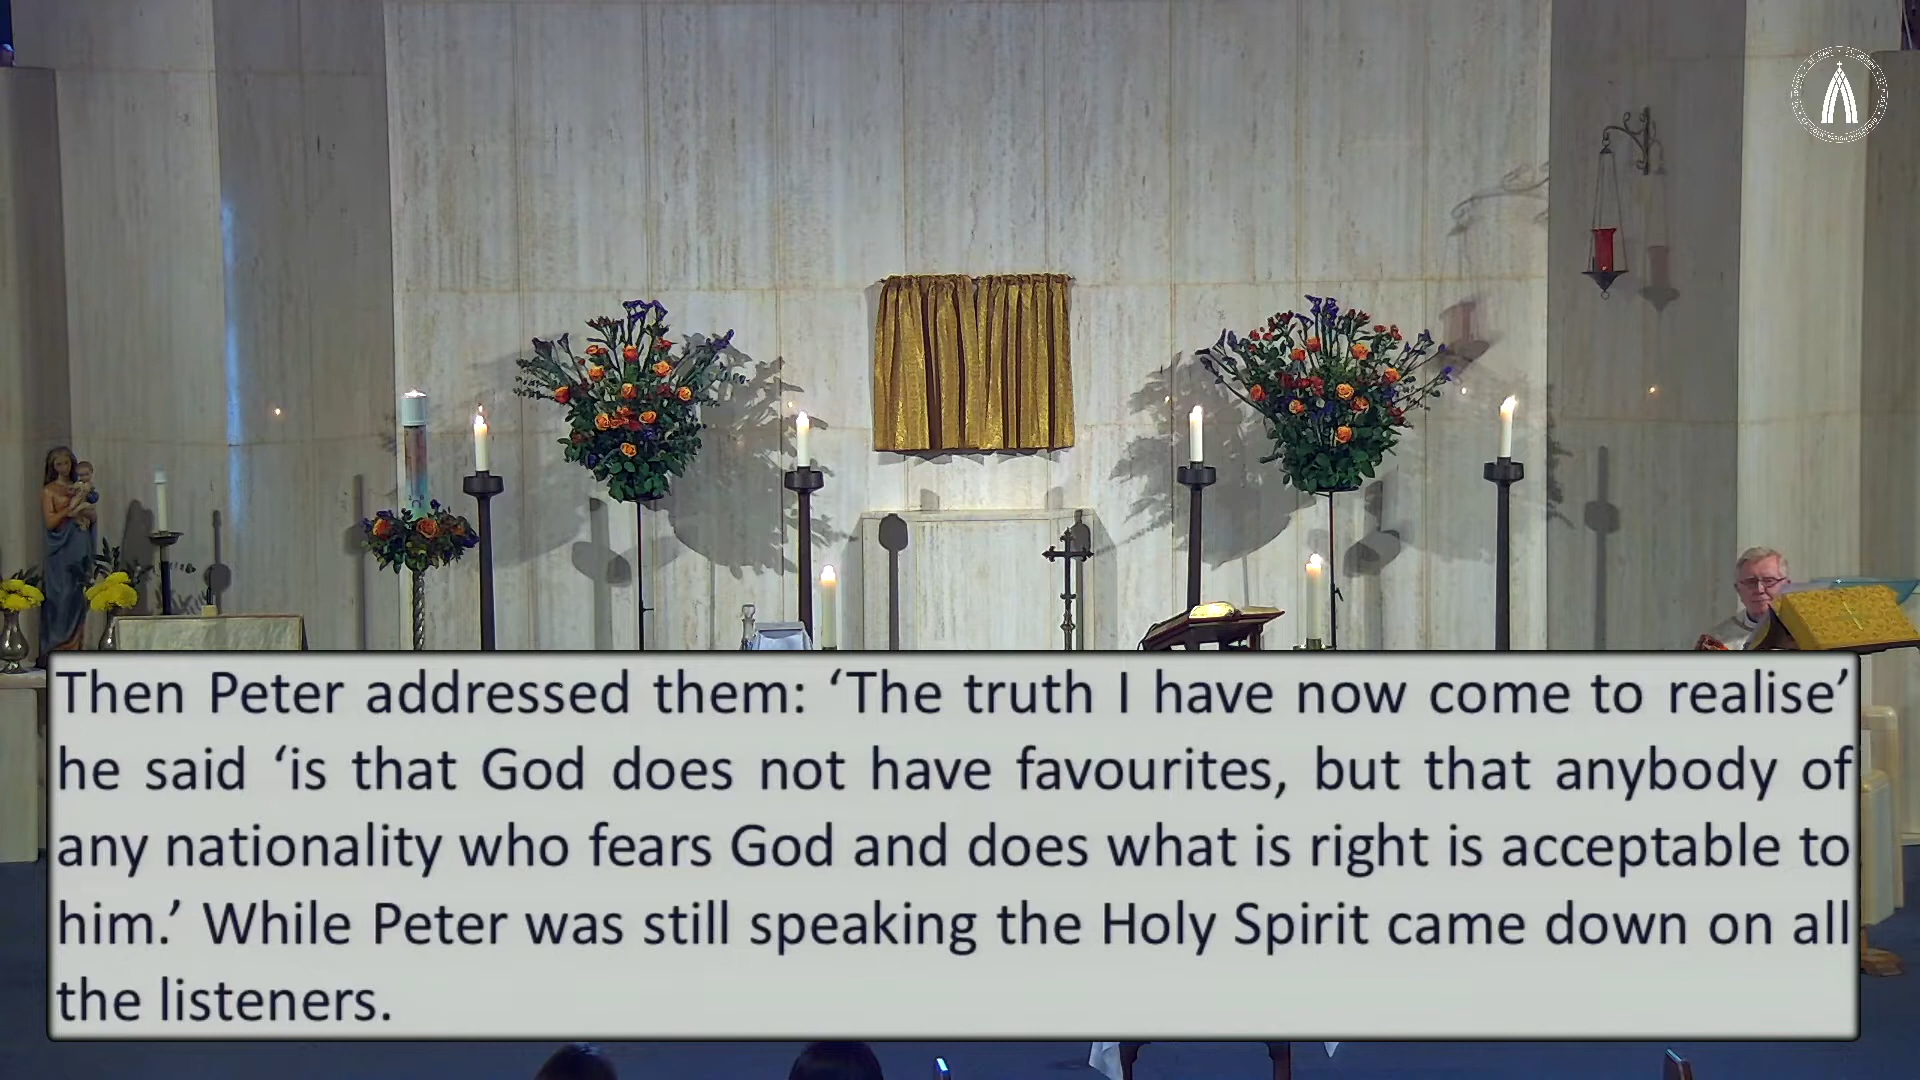 Then Peter addressed them: ‘The truth I have now come to realise’
he said ‘is that God does not have favourites, but that anybody of
any nationality who fears God and does what is right is acceptable to
him.’ While Peter was still speaking the Holy Spirit came down on all
the listeners.